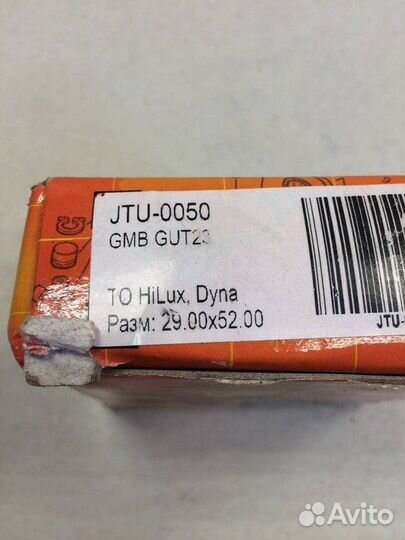 JTU-0050
GMB GUT23
TO HiLux, Dyna
Разм: 29.00x52.00
JTU-
Avito